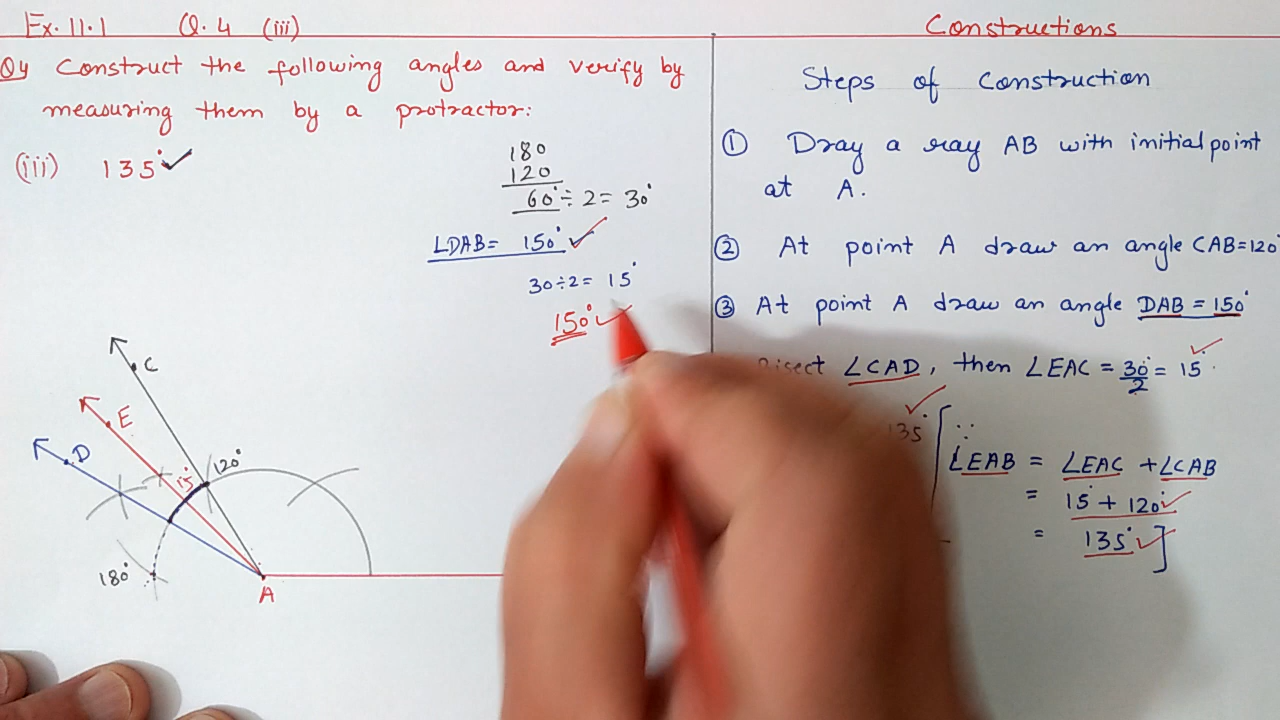 Ex. 11.1 Q. 4 (iii)
Constructions
Q4 Construct the following angles and verify by
measuring them by a protractor:
(iii) 135° ✓
180
120
60° ÷ 2 = 30°
∠DAB = 150° ✓
30 ÷ 2 = 15°
150° ✓
C
E
D
15°
120°
180°
A
Steps of Construction
① Dray a ray AB with initial point
at A.
② At point A draw an angle CAB = 120°
③ At point A draw an angle DAB = 150°
Bisect ∠CAD, then ∠EAC = 30°/2 = 15°.
135°
[∵
∠EAB = ∠EAC + ∠CAB
= 15° + 120° ✓
= 135° ✓]